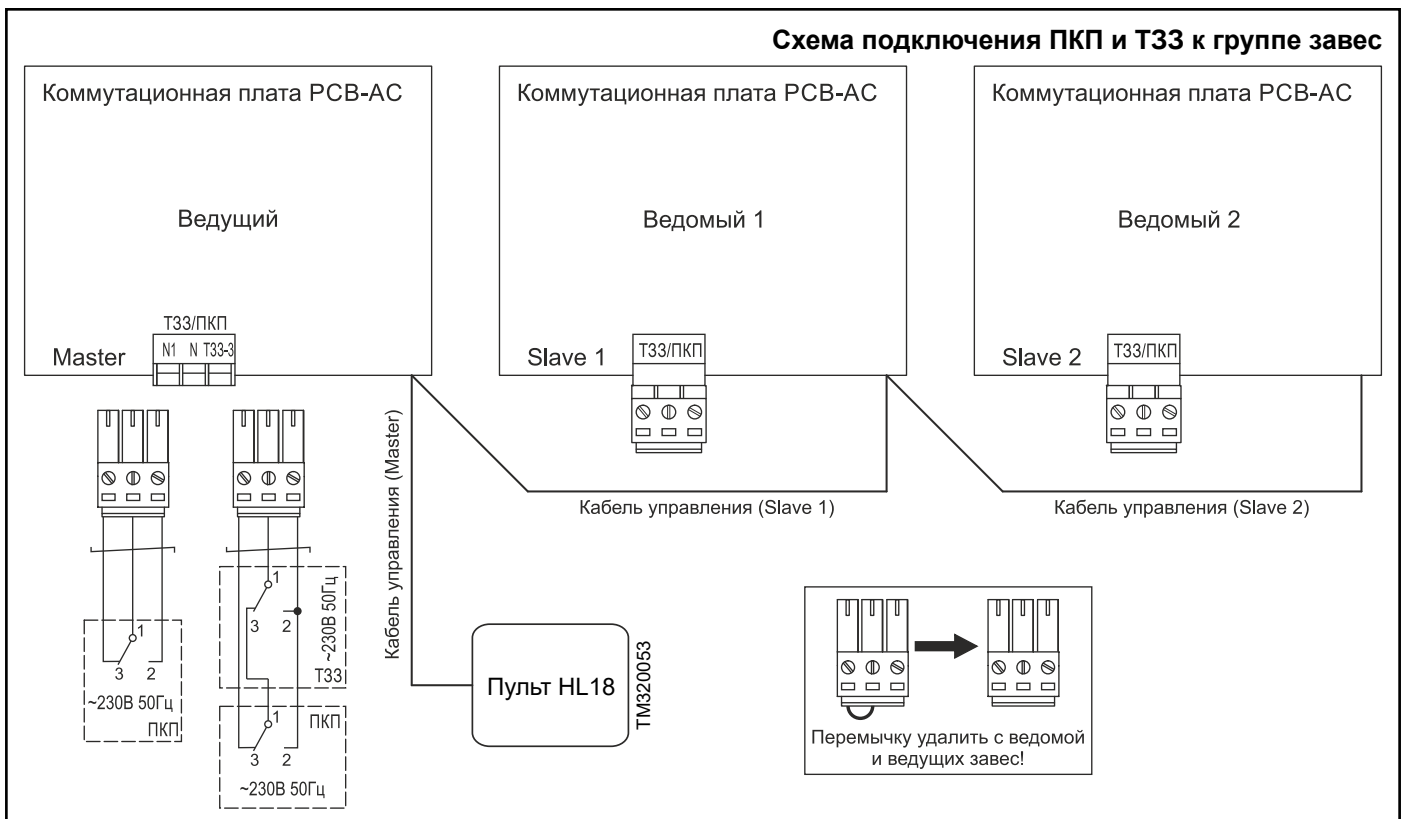 Схема подключения ПКП и ТЗЗ к группе завес
Коммутационная плата PCB-AC
Ведущий
ТЗЗ/ПКП
Master
N1 N ТЗЗ-3
Коммутационная плата PCB-AC
Ведомый 1
Slave 1
ТЗЗ/ПКП
Коммутационная плата PCB-AC
Ведомый 2
Slave 2
ТЗЗ/ПКП
1
3 2
~230В 50Гц
ПКП
1
3 2
~230В 50Гц
ТЗЗ
1
ПКП
3 2
~230В 50Гц
Кабель управления (Master)
Кабель управления (Slave 1)
Кабель управления (Slave 2)
Пульт HL18
TM320053
Перемычку удалить с ведомой
и ведущих завес!